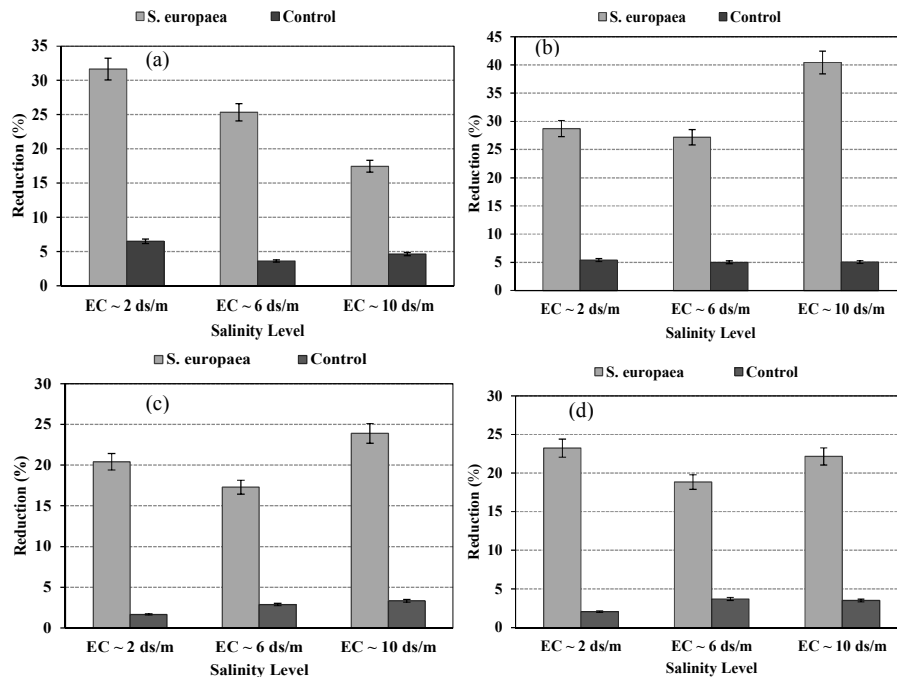 S. europaea Control
(a)
Reduction (%)
35
30
25
20
15
10
5
0
EC ~ 2 ds/m EC ~ 6 ds/m EC ~ 10 ds/m
Salinity Level
S. europaea Control
(b)
Reduction (%)
45
40
35
30
25
20
15
10
5
0
EC ~ 2 ds/m EC ~ 6 ds/m EC ~ 10 ds/m
Salinity Level
S. europaea Control
(c)
Reduction (%)
30
25
20
15
10
5
0
EC ~ 2 ds/m EC ~ 6 ds/m EC ~ 10 ds/m
Salinity Level
S. europaea Control
(d)
Reduction (%)
30
25
20
15
10
5
0
EC ~ 2 ds/m EC ~ 6 ds/m EC ~ 10 ds/m
Salinity Level